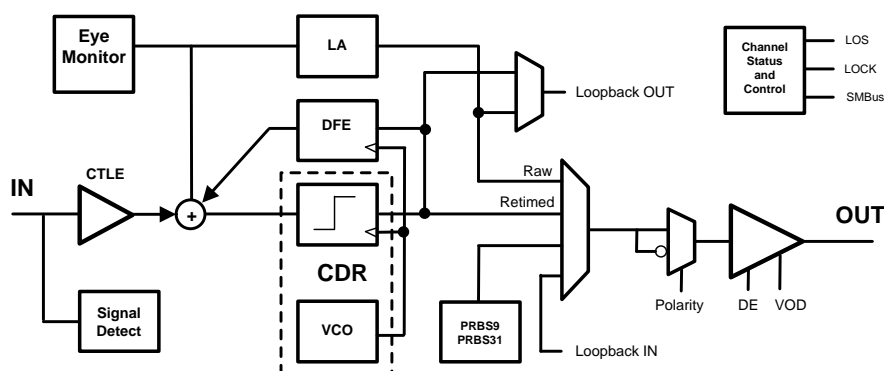 Eye
Monitor
LA
Channel
Status
and
Control
LOS
LOCK
SMBus
Loopback OUT
DFE
CTLE
IN
+
Raw
Retimed
OUT
CDR
Signal
Detect
VCO
PRBS9
PRBS31
Polarity
DE
VOD
Loopback IN